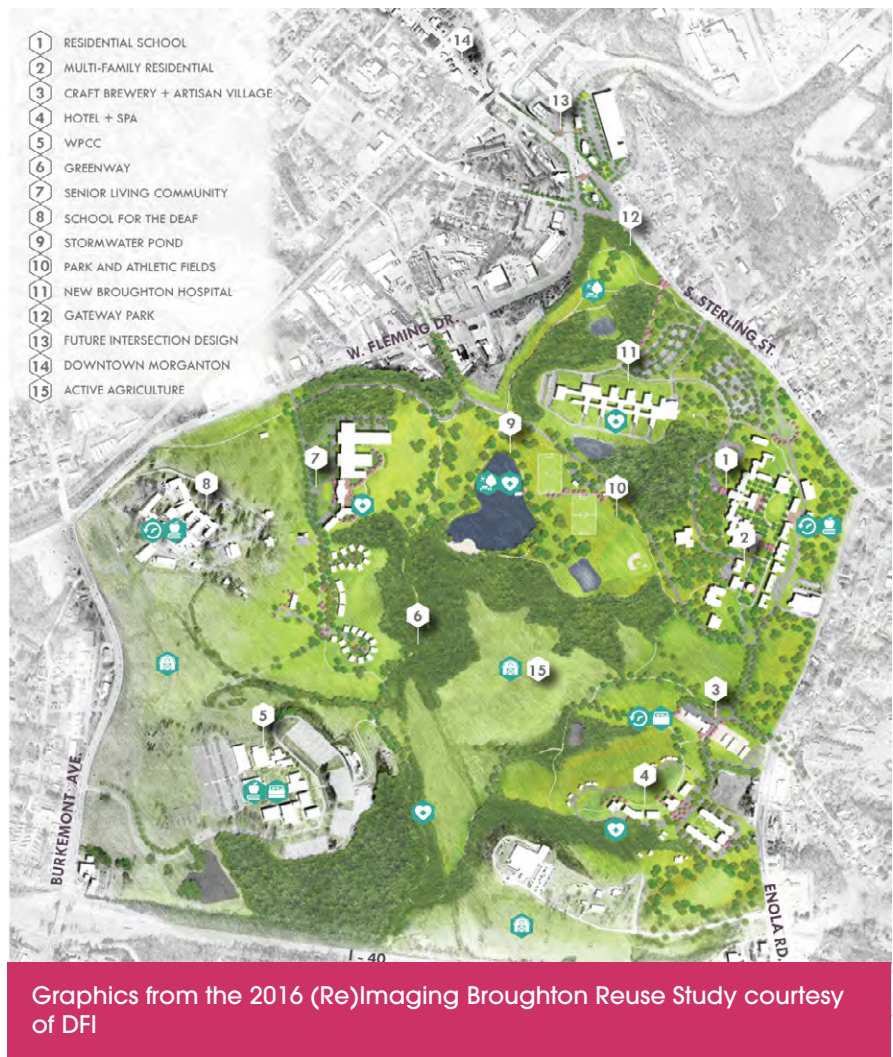 1 RESIDENTIAL SCHOOL
2 MULTI-FAMILY RESIDENTIAL
3 CRAFT BREWERY + ARTISAN VILLAGE
4 HOTEL + SPA
5 WPCC
6 GREENWAY
7 SENIOR LIVING COMMUNITY
8 SCHOOL FOR THE DEAF
9 STORMWATER POND
10 PARK AND ATHLETIC FIELDS
11 NEW BROUGHTON HOSPITAL
12 GATEWAY PARK
13 FUTURE INTERSECTION DESIGN
14 DOWNTOWN MORGANTON
15 ACTIVE AGRICULTURE
14
13
12
S. STERLING ST.
W. FLEMING DR.
11
9
7
1
8
10
2
6
15
3
5
4
BURKEMONT AVE.
ENOLA RD.
I - 40
Graphics from the 2016 (Re)Imaging Broughton Reuse Study courtesy
of DFI